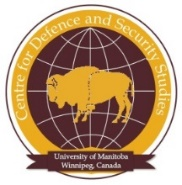 Centre for Defence and Security Studies
University of Manitoba
Winnipeg, Canada